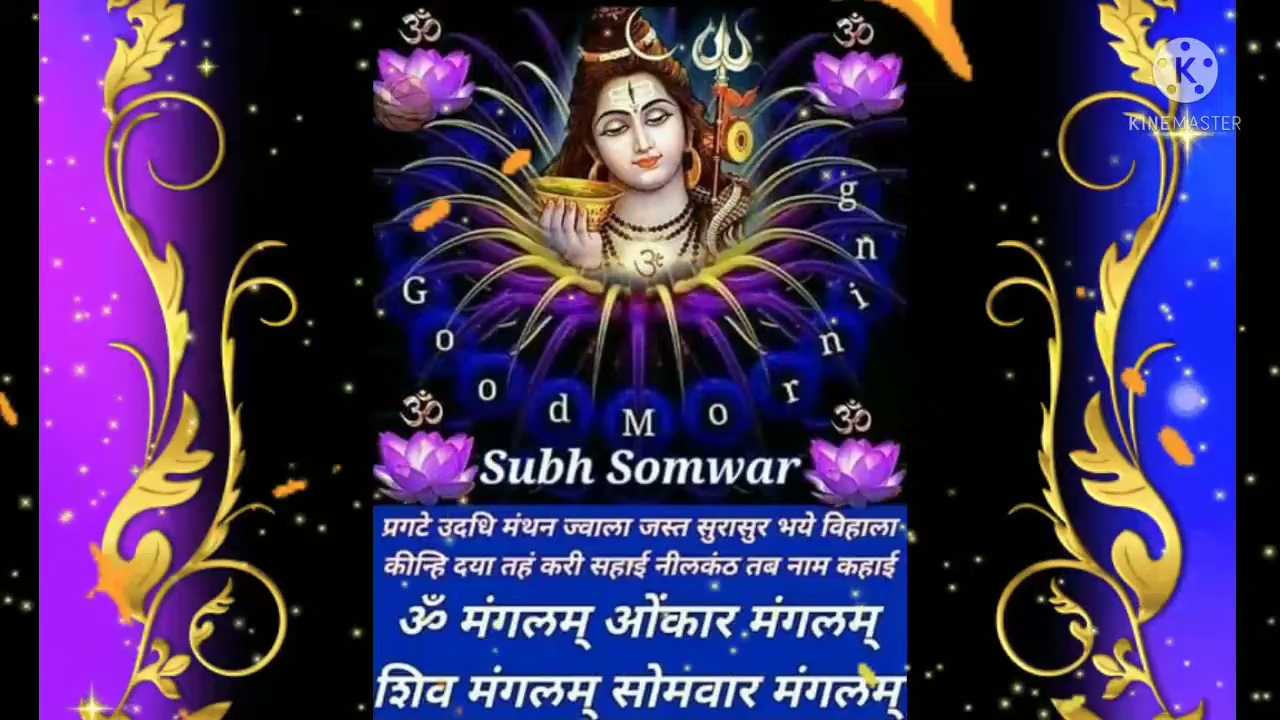 ॐ ॐ
KINEMASTER
ॐ
Good Morning
ॐ ॐ
Subh Somwar
प्रगटे उदधि मंथन ज्वाला जस्त सुरासुर भये विहाला
कीन्हि दया तहं करी सहाई नीलकंठ तब नाम कहाई
ॐ मंगलम् ओंकार मंगलम्
शिव मंगलम् सोमवार मंगलम्